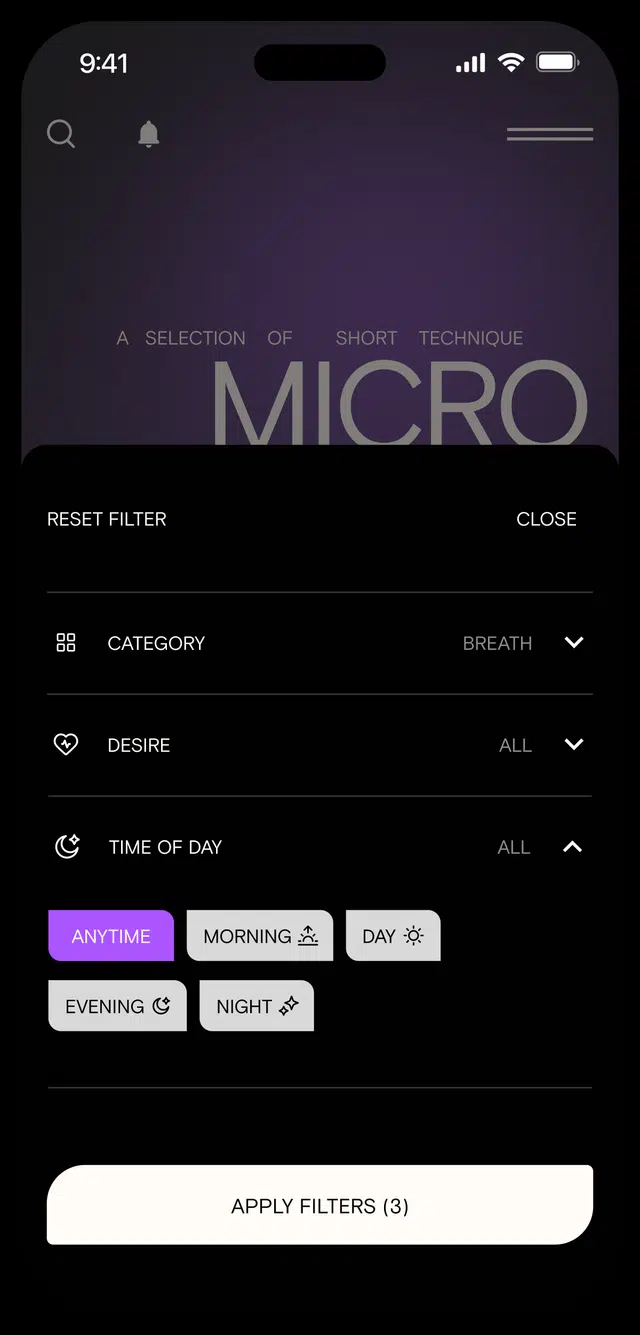 9:41
A SELECTION OF SHORT TECHNIQUE
MICRO
RESET FILTER CLOSE
CATEGORY BREATH
DESIRE ALL
TIME OF DAY ALL
ANYTIME MORNING DAY
EVENING NIGHT
APPLY FILTERS (3)